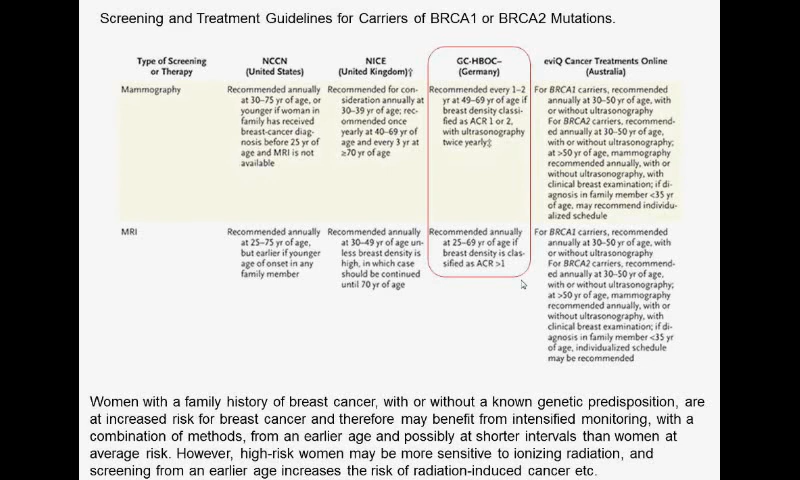 Screening and Treatment Guidelines for Carriers of BRCA1 or BRCA2 Mutations.
Type of Screening
or Therapy
NCCN
(United States)
NICE
(United Kingdom)†
GC-HBOC–
(Germany)
eviQ Cancer Treatments Online
(Australia)
Mammography
Recommended annually
at 30–75 yr of age, or
younger if woman in
family has received
breast-cancer diag-
nosis before 25 yr of
age and MRI is not
available
Recommended for con-
sideration annually at
30–39 yr of age; rec-
ommended once
yearly at 40–69 yr of
age and every 3 yr at
≥70 yr of age
Recommended every 1–2
yr at 49–69 yr of age if
breast density classi-
fied as ACR 1 or 2,
with ultrasonography
twice yearly‡
For BRCA1 carriers, recommended
annually at 30–50 yr of age, with
or without ultrasonography
For BRCA2 carriers, recommend-
ed annually at 30–50 yr of age,
with or without ultrasonography;
at >50 yr of age, mammography
recommended annually, with or
without ultrasonography, with
clinical breast examination; if di-
agnosis in family member <35 yr
of age, may recommend individu-
alized schedule
MRI
Recommended annually
at 25–75 yr of age,
but earlier if younger
age of onset in any
family member
Recommended annually
at 30–49 yr of age un-
less breast density is
high, in which case
should be continued
until 70 yr of age
Recommended annually
at 25–69 yr of age if
breast density is clas-
sified as ACR >1
For BRCA1 carriers, recommended
annually at 30–50 yr of age, with
or without ultrasonography
For BRCA2 carriers, recommend-
ed annually at 30–50 yr of age,
with or without ultrasonography;
at >50 yr of age, mammography
recommended annually, with or
without ultrasonography, with
clinical breast examination; if di-
agnosis in family member <35 yr
of age, individualized schedule
may be recommended
Women with a family history of breast cancer, with or without a known genetic predisposition, are
at increased risk for breast cancer and therefore may benefit from intensified monitoring, with a
combination of methods, from an earlier age and possibly at shorter intervals than women at
average risk. However, high-risk women may be more sensitive to ionizing radiation, and
screening from an earlier age increases the risk of radiation-induced cancer etc.